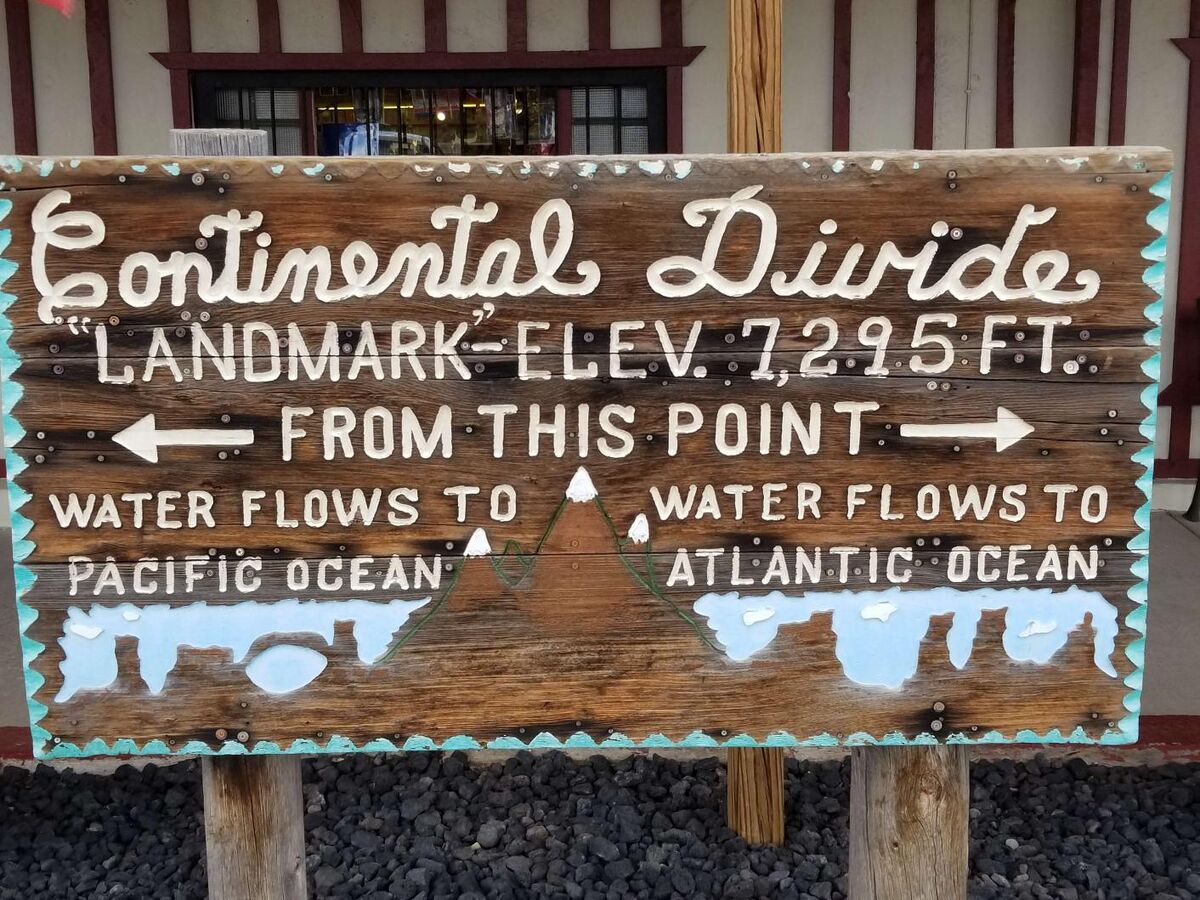 Continental Divide
"LANDMARK"-ELEV. 7,295 FT.
← FROM THIS POINT →
WATER FLOWS TO
PACIFIC OCEAN
WATER FLOWS TO
ATLANTIC OCEAN